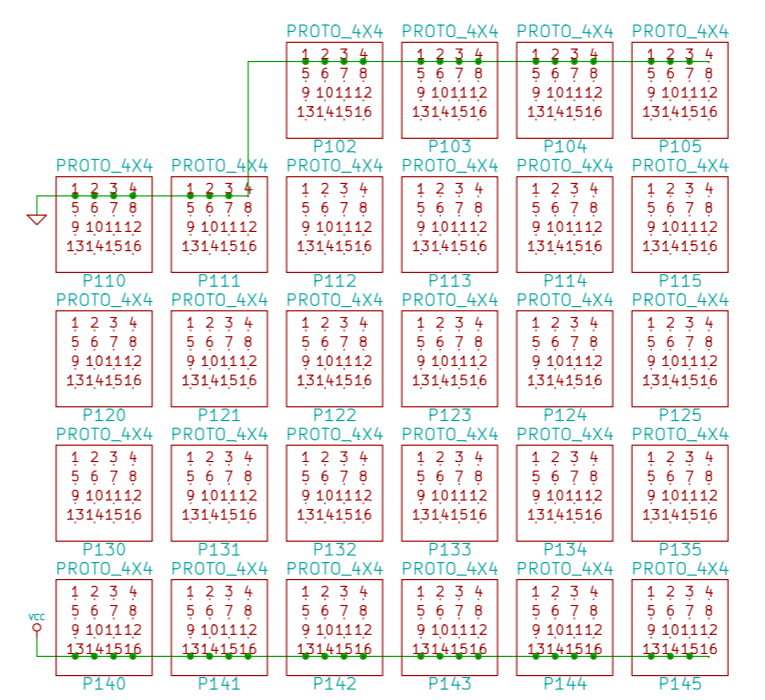 PROTO_4X4 PROTO_4X4 PROTO_4X4 PROTO_4X4
1 2 3 4 1 2 3 4 1 2 3 4 1 2 3 4
5 6 7 8 5 6 7 8 5 6 7 8 5 6 7 8
9 10 11 12 9 10 11 12 9 10 11 12 9 10 11 12
13 14 15 16 13 14 15 16 13 14 15 16 13 14 15 16
P102 P103 P104 P105
PROTO_4X4 PROTO_4X4 PROTO_4X4 PROTO_4X4 PROTO_4X4 PROTO_4X4
1 2 3 4 1 2 3 4 1 2 3 4 1 2 3 4 1 2 3 4 1 2 3 4
5 6 7 8 5 6 7 8 5 6 7 8 5 6 7 8 5 6 7 8 5 6 7 8
9 10 11 12 9 10 11 12 9 10 11 12 9 10 11 12 9 10 11 12 9 10 11 12
13 14 15 16 13 14 15 16 13 14 15 16 13 14 15 16 13 14 15 16 13 14 15 16
P110 P111 P112 P113 P114 P115
PROTO_4X4 PROTO_4X4 PROTO_4X4 PROTO_4X4 PROTO_4X4 PROTO_4X4
1 2 3 4 1 2 3 4 1 2 3 4 1 2 3 4 1 2 3 4 1 2 3 4
5 6 7 8 5 6 7 8 5 6 7 8 5 6 7 8 5 6 7 8 5 6 7 8
9 10 11 12 9 10 11 12 9 10 11 12 9 10 11 12 9 10 11 12 9 10 11 12
13 14 15 16 13 14 15 16 13 14 15 16 13 14 15 16 13 14 15 16 13 14 15 16
P120 P121 P122 P123 P124 P125
PROTO_4X4 PROTO_4X4 PROTO_4X4 PROTO_4X4 PROTO_4X4 PROTO_4X4
1 2 3 4 1 2 3 4 1 2 3 4 1 2 3 4 1 2 3 4 1 2 3 4
5 6 7 8 5 6 7 8 5 6 7 8 5 6 7 8 5 6 7 8 5 6 7 8
9 10 11 12 9 10 11 12 9 10 11 12 9 10 11 12 9 10 11 12 9 10 11 12
13 14 15 16 13 14 15 16 13 14 15 16 13 14 15 16 13 14 15 16 13 14 15 16
P130 P131 P132 P133 P134 P135
PROTO_4X4 PROTO_4X4 PROTO_4X4 PROTO_4X4 PROTO_4X4 PROTO_4X4
1 2 3 4 1 2 3 4 1 2 3 4 1 2 3 4 1 2 3 4 1 2 3 4
5 6 7 8 5 6 7 8 5 6 7 8 5 6 7 8 5 6 7 8 5 6 7 8
VCC
9 10 11 12 9 10 11 12 9 10 11 12 9 10 11 12 9 10 11 12 9 10 11 12
13 14 15 16 13 14 15 16 13 14 15 16 13 14 15 16 13 14 15 16 13 14 15 16
P140 P141 P142 P143 P144 P145